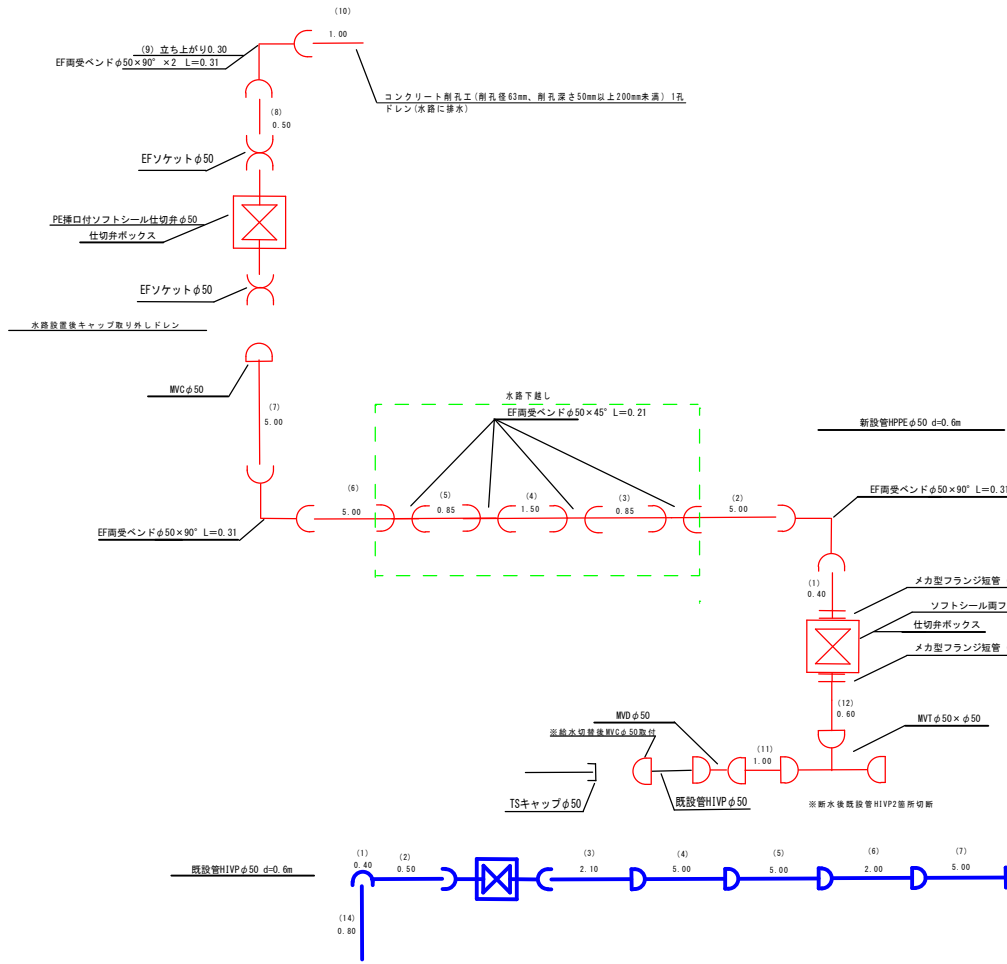 (10)
1.00
(9) 立ち上がり0.30
EF両受ベンドφ50×90° ×2 L=0.31
コンクリート削孔工(削孔径63mm、削孔深さ50mm以上200mm未満) 1孔
ドレン(水路に排水)
(8)
0.50
EFソケットφ50
PE挿口付ソフトシール仕切弁φ50
仕切弁ボックス
EFソケットφ50
水路設置後キャップ取り外しドレン
MVCφ50
(7)
5.00
水路下越し
EF両受ベンドφ50×45° L=0.21
新設管HPPEφ50 d=0.6m
(6)
5.00
(5)
0.85
(4)
1.50
(3)
0.85
(2)
5.00
EF両受ベンドφ50×90° L=0.31
EF両受ベンドφ50×90° L=0.31
(1)
0.40
メカ型フランジ短管
ソフトシール両フ
仕切弁ボックス
メカ型フランジ短管
(12)
0.60
MVDφ50
※給水切替後MVCφ50取付
MVTφ50×φ50
(11)
1.00
TSキャップφ50
既設管HIVPφ50
※断水後既設管HIVP2箇所切断
既設管HIVPφ50 d=0.6m
(1)
0.40
(2)
0.50
(3)
2.10
(4)
5.00
(5)
5.00
(6)
2.00
(7)
5.00
(14)
0.80